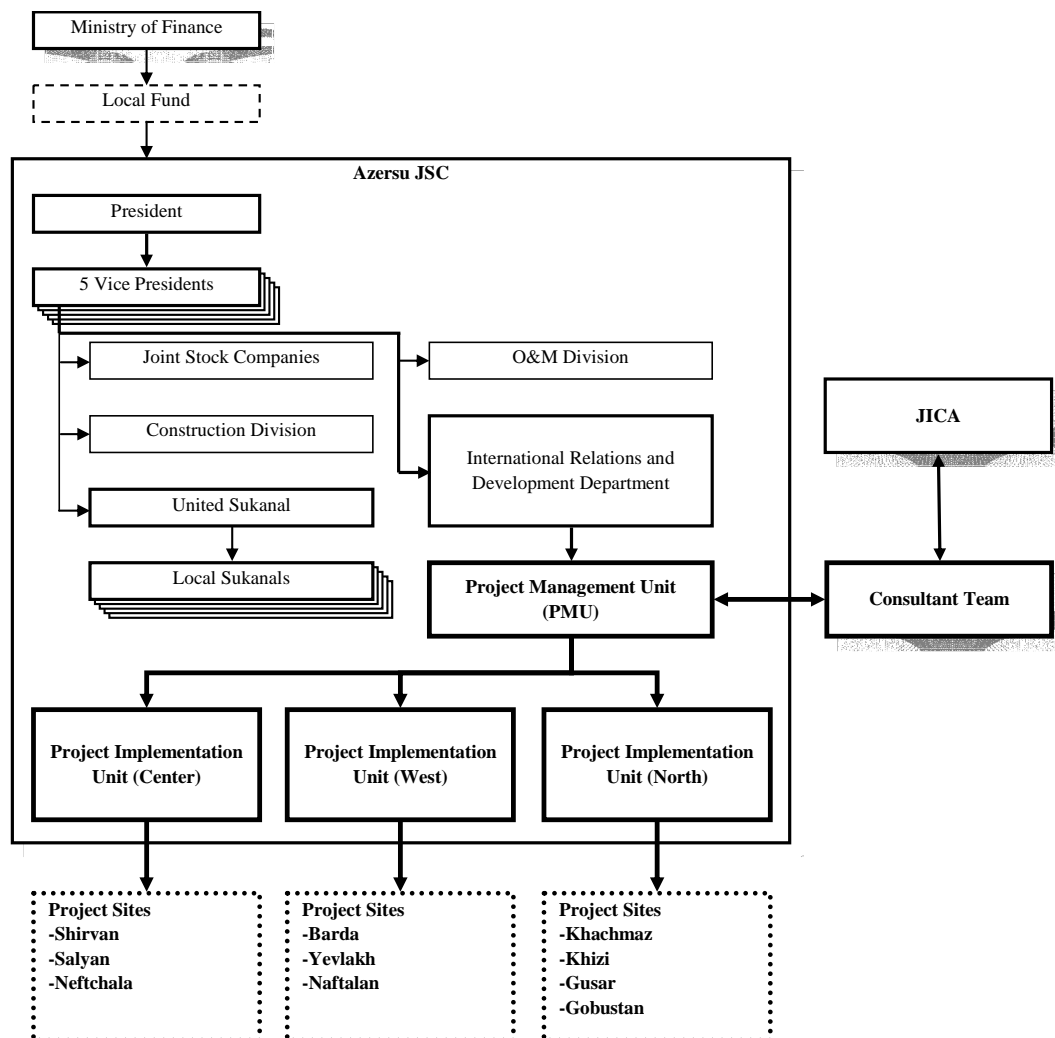 Ministry of Finance
Local Fund
Azersu JSC
President
5 Vice Presidents
Joint Stock Companies
O&M Division
Construction Division
International Relations and
Development Department
JICA
United Sukanal
Local Sukanals
Project Management Unit
(PMU)
Consultant Team
Project Implementation
Unit (Center)
Project Implementation
Unit (West)
Project Implementation
Unit (North)
Project Sites
-Shirvan
-Salyan
-Neftchala
Project Sites
-Barda
-Yevlakh
-Naftalan
Project Sites
-Khachmaz
-Khizi
-Gusar
-Gobustan